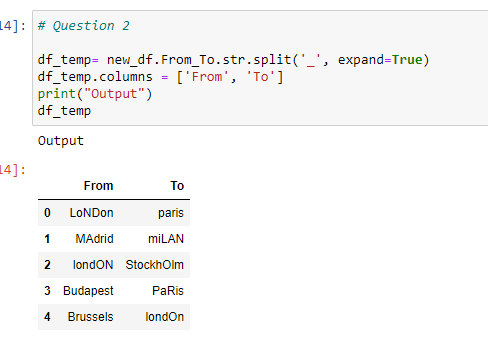 14]: # Question 2
df_temp= new_df.From_To.str.split('_', expand=True)
df_temp.columns = ['From', 'To']
print("Output")
df_temp
Output
14]:
From To
0 LoNDon paris
1 MAdrid miLAN
2 londON StockhOlm
3 Budapest PaRis
4 Brussels londOn